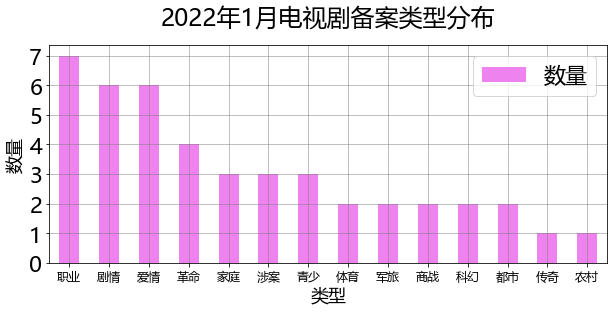 2022年1月电视剧备案类型分布
数量
7
6
5
4
3
2
1
0
数量
职业 剧情 爱情 革命 家庭 涉案 青少 体育 军旅 商战 科幻 都市 传奇 农村
类型